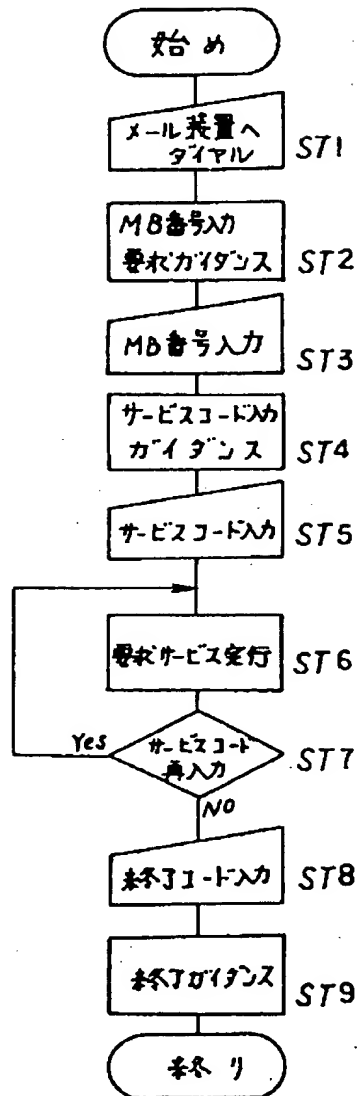 始め
メール装置へ
ダイヤル
ST1
MB番号入力
要求ガイダンス
ST2
MB番号入力
ST3
サービスコード入力
ガイダンス
ST4
サービスコード入力
ST5
要求サービス実行
ST6
Yes
サービスコード
再入力
ST7
NO
終了コード入力
ST8
終了ガイダンス
ST9
終り